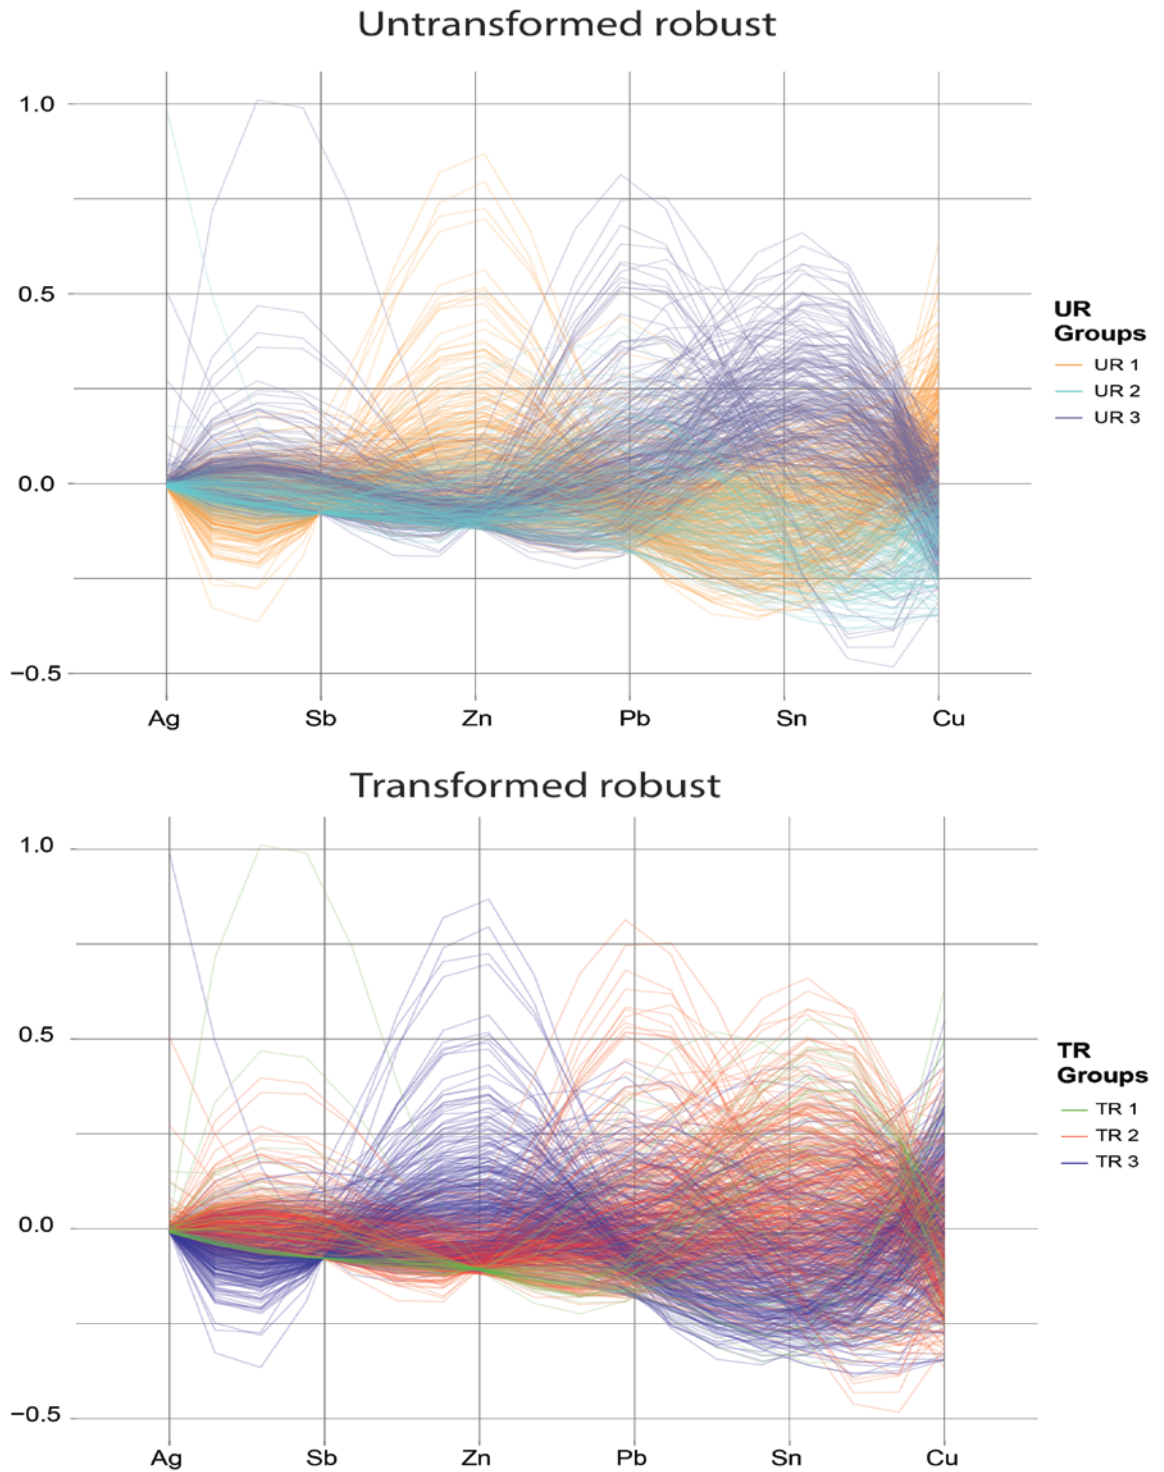 Untransformed robust
1.0
0.5
0.0
−0.5
Ag Sb Zn Pb Sn Cu
UR
Groups
UR 1
UR 2
UR 3
Transformed robust
1.0
0.5
0.0
−0.5
Ag Sb Zn Pb Sn Cu
TR
Groups
TR 1
TR 2
TR 3